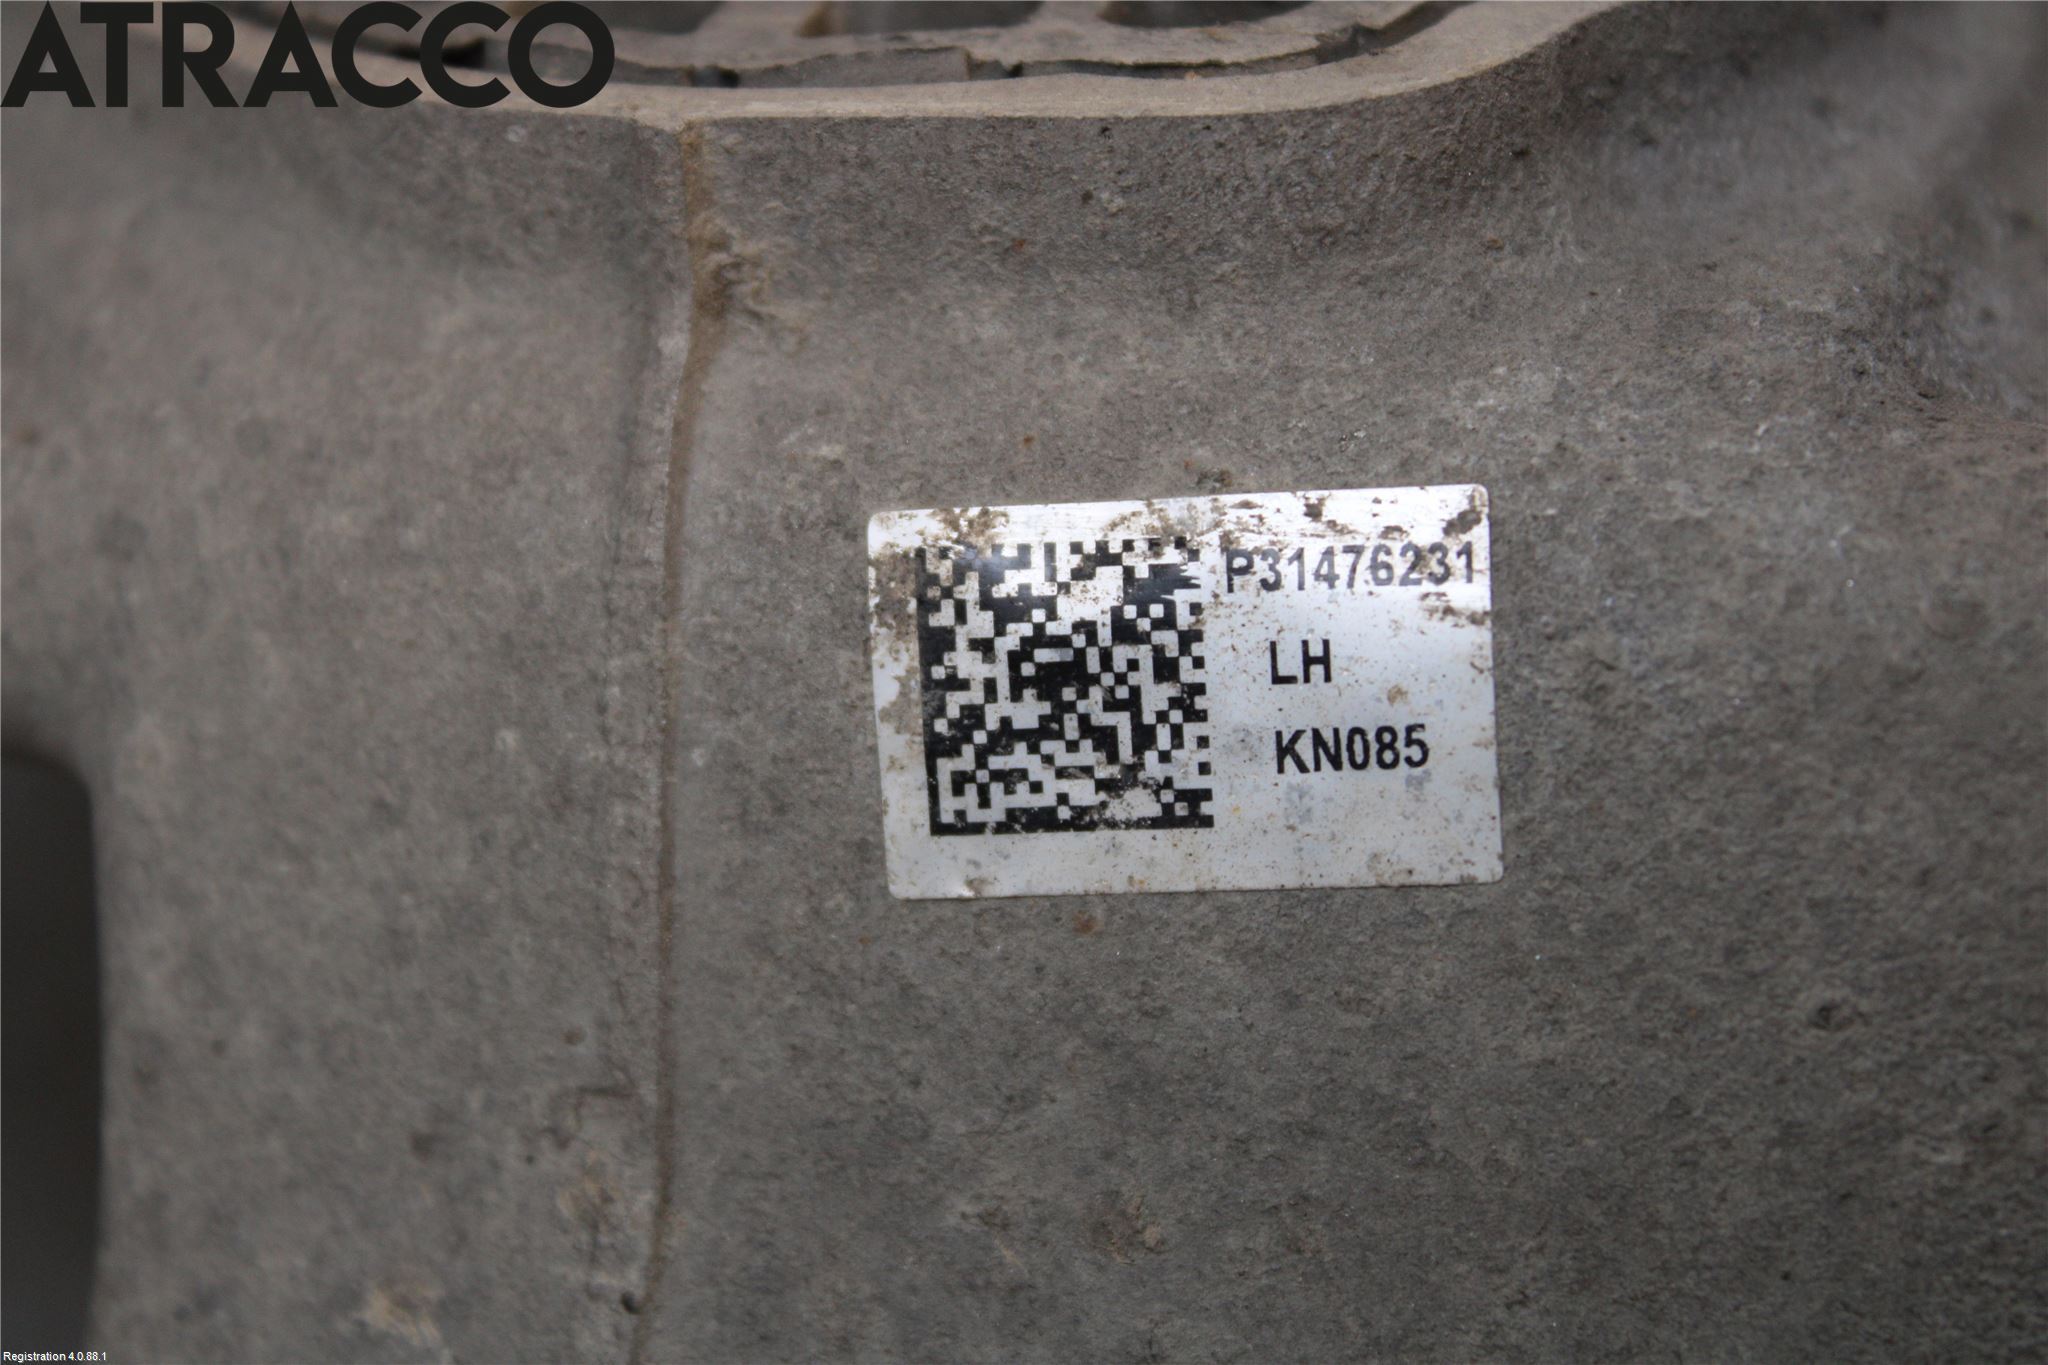 ATRACCO
P31476231
LH
KN085
Registration 4.0.88.1